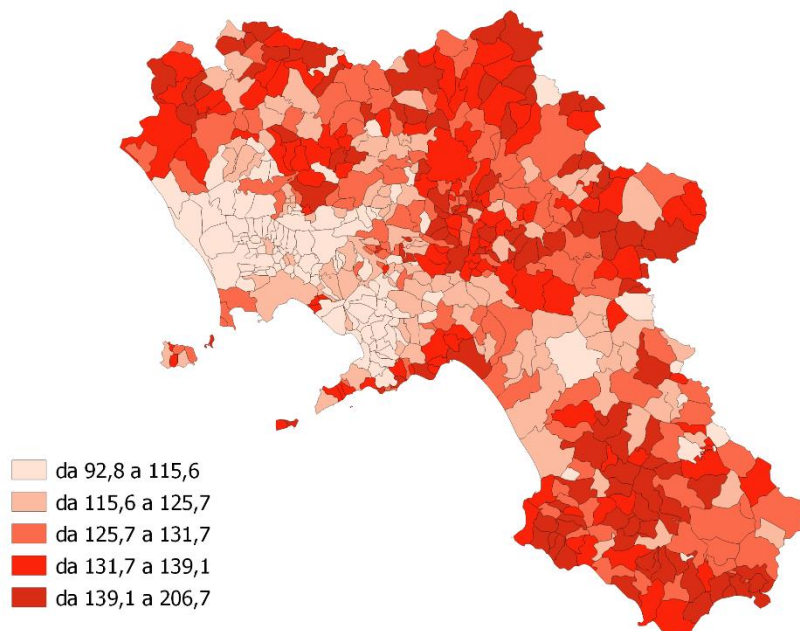 da 92,8 a 115,6
da 115,6 a 125,7
da 125,7 a 131,7
da 131,7 a 139,1
da 139,1 a 206,7